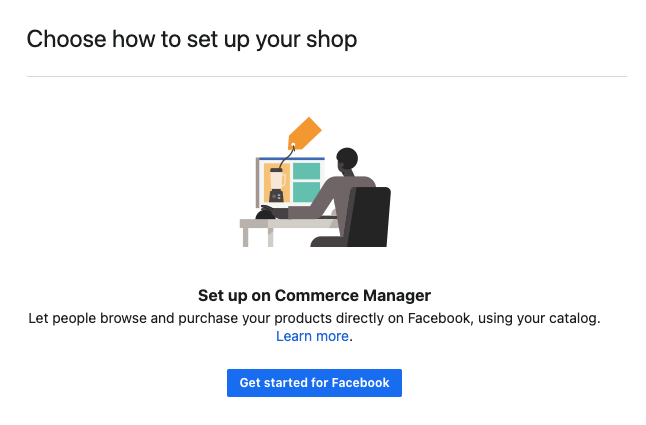 Choose how to set up your shop
Set up on Commerce Manager
Let people browse and purchase your products directly on Facebook, using your catalog.
Learn more.
Get started for Facebook